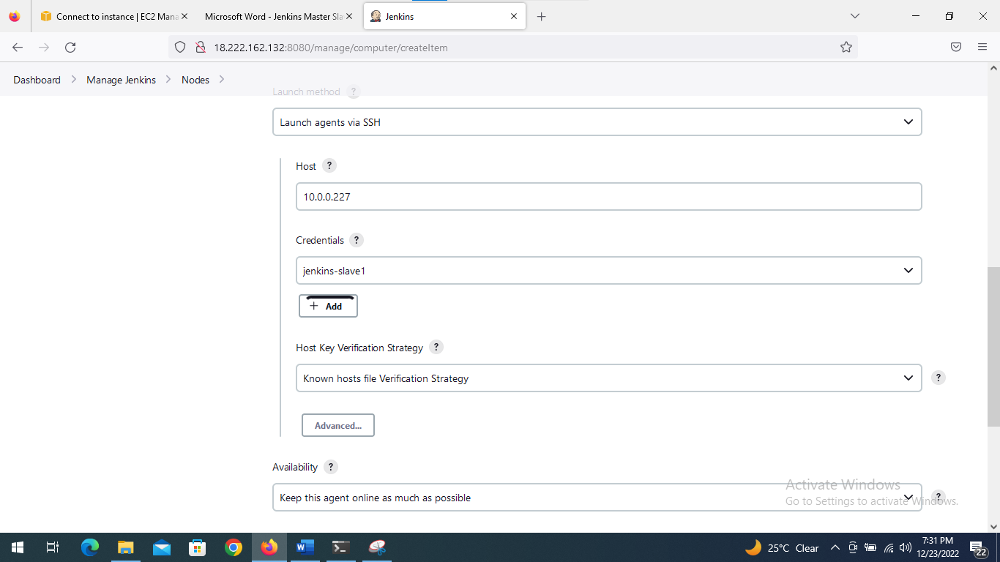 Connect to instance | EC2 Mana
Microsoft Word - Jenkins Master Sla
Jenkins
18.222.162.132:8080/manage/computer/createItem
Dashboard
Manage Jenkins
Nodes
Launch method ?
Launch agents via SSH
Host ?
10.0.0.227
Credentials ?
jenkins-slave1
+ Add
Host Key Verification Strategy ?
Known hosts file Verification Strategy
?
Advanced...
Availability ?
Keep this agent online as much as possible
?
Activate Windows
Go to Settings to activate Windows.
25°C Clear
7:31 PM
12/23/2022
22